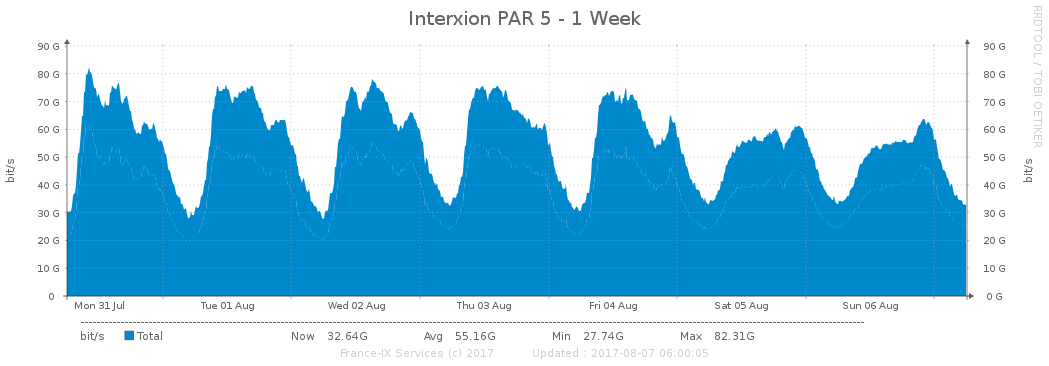 Interxion PAR 5 - 1 Week
RRDTOOL / TOBI OETIKER
90 G 90 G
80 G 80 G
70 G 70 G
60 G 60 G
50 G 50 G
40 G 40 G
30 G 30 G
20 G 20 G
10 G 10 G
0 0 G
bit/s bit/s
Mon 31 Jul Tue 01 Aug Wed 02 Aug Thu 03 Aug Fri 04 Aug Sat 05 Aug Sun 06 Aug
bit/s Total Now 32.64G Avg 55.16G Min 27.74G Max 82.31G
France-IX Services (c) 2017 Updated : 2017-08-07 06:00:05